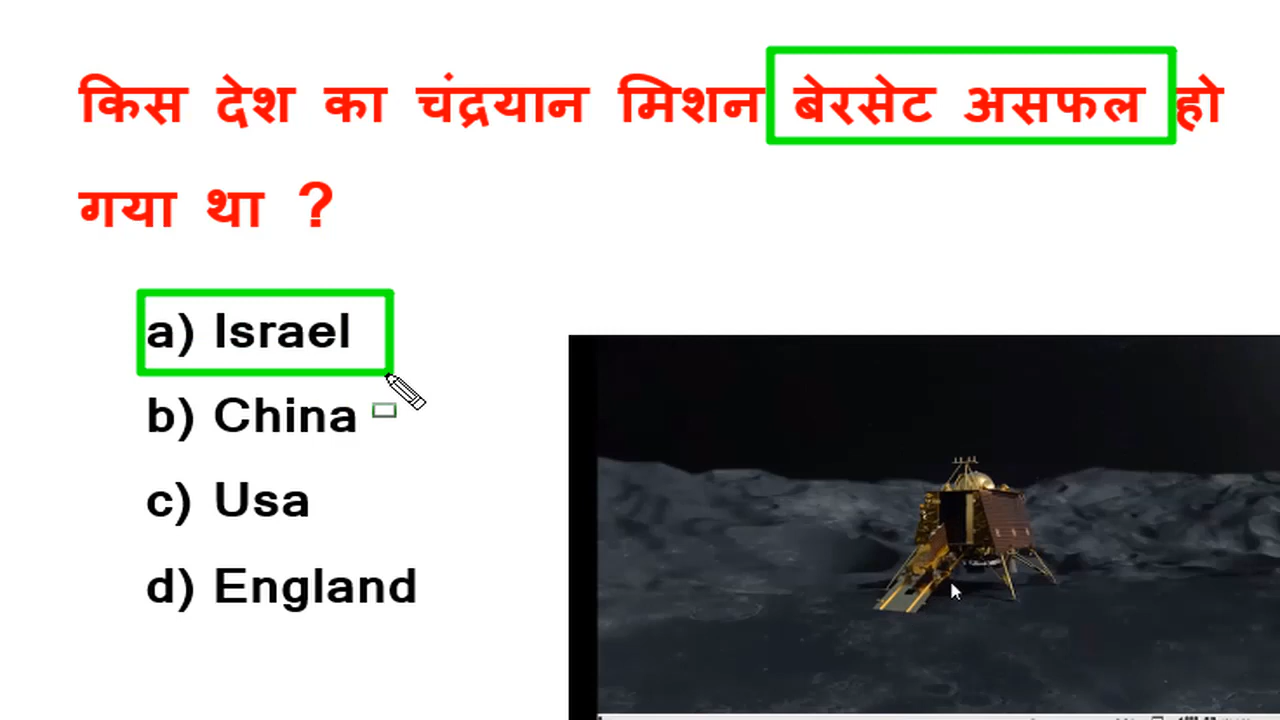 किस देश का चंद्रयान मिशन बेरसेट असफल हो
गया था ?
a) Israel
b) China
c) Usa
d) England